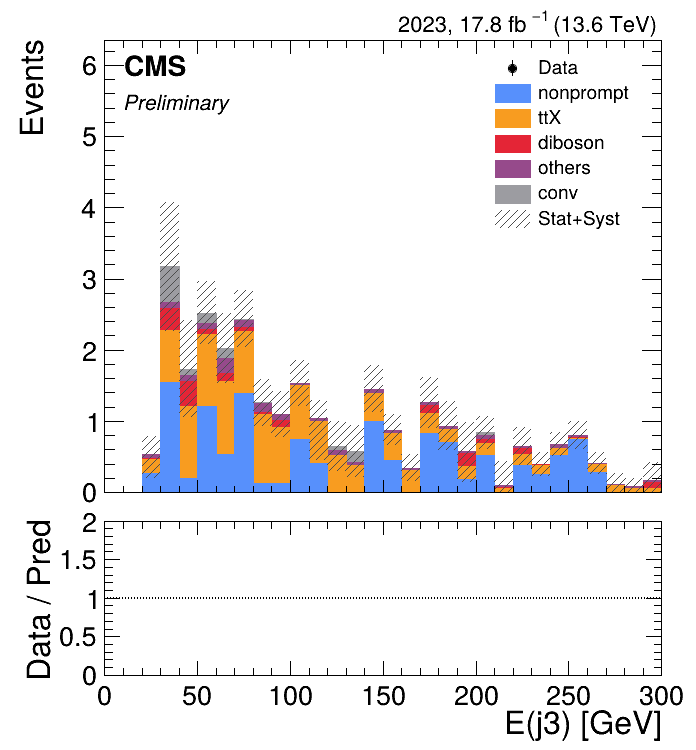 2023, 17.8 fb⁻¹ (13.6 TeV)
CMS
Preliminary
Events
Data
nonprompt
ttX
diboson
others
conv
Stat+Syst
6
5
4
3
2
1
0
Data / Pred
2
1.5
1
0.5
0
0 50 100 150 200 250 300
E(j3) [GeV]